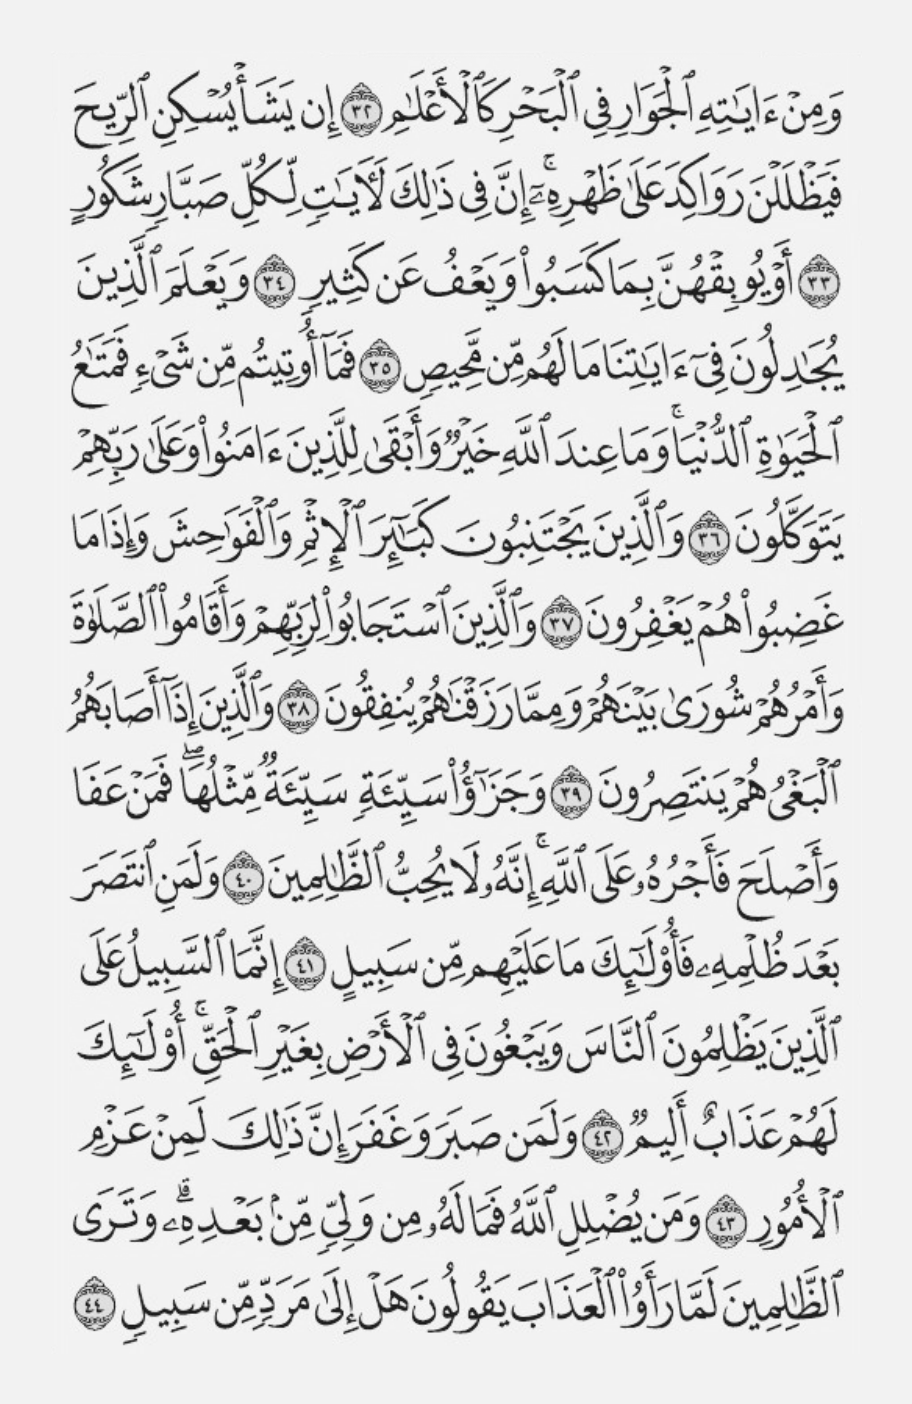 وَمِنْ ءَايَٰتِهِ ٱلْجَوَارِ فِى ٱلْبَحْرِ كَٱلْأَعْلَٰمِ ٣٢ إِن يَشَأْ يُسْكِنِ ٱلرِّيحَ
فَيَظْلَلْنَ رَوَاكِدَ عَلَىٰ ظَهْرِهِۦٓ ۚ إِنَّ فِى ذَٰلِكَ لَـَٔايَٰتٍ لِّكُلِّ صَبَّارٍ شَكُورٍ
٣٣ أَوْ يُوبِقْهُنَّ بِمَا كَسَبُوا۟ وَيَعْفُ عَن كَثِيرٍ ٣٤ وَيَعْلَمَ ٱلَّذِينَ
يُجَٰدِلُونَ فِىٓ ءَايَٰتِنَا مَا لَهُم مِّن مَّحِيصٍ ٣٥ فَمَآ أُوتِيتُم مِّن شَىْءٍ فَمَتَٰعُ
ٱلْحَيَوٰةِ ٱلدُّنْيَا ۚ وَمَا عِندَ ٱللَّهِ خَيْرٌ وَأَبْقَىٰ لِلَّذِينَ ءَامَنُوا۟ وَعَلَىٰ رَبِّهِمْ
يَتَوَكَّلُونَ ٣٦ وَٱلَّذِينَ يَجْتَنِبُونَ كَبَٰٓئِرَ ٱلْإِثْمِ وَٱلْفَوَٰحِشَ وَإِذَا مَا
غَضِبُوا۟ هُمْ يَغْفِرُونَ ٣٧ وَٱلَّذِينَ ٱسْتَجَابُوا۟ لِرَبِّهِمْ وَأَقَامُوا۟ ٱلصَّلَوٰةَ
وَأَمْرُهُمْ شُورَىٰ بَيْنَهُمْ وَمِمَّا رَزَقْنَٰهُمْ يُنفِقُونَ ٣٨ وَٱلَّذِينَ إِذَآ أَصَابَهُمُ
ٱلْبَغْىُ هُمْ يَنتَصِرُونَ ٣٩ وَجَزَٰٓؤُا۟ سَيِّئَةٍ سَيِّئَةٌ مِّثْلُهَا ۖ فَمَنْ عَفَا
وَأَصْلَحَ فَأَجْرُهُۥ عَلَى ٱللَّهِ ۚ إِنَّهُۥ لَا يُحِبُّ ٱلظَّٰلِمِينَ ٤٠ وَلَمَنِ ٱنتَصَرَ
بَعْدَ ظُلْمِهِۦ فَأُو۟لَٰٓئِكَ مَا عَلَيْهِم مِّن سَبِيلٍ ٤١ إِنَّمَا ٱلسَّبِيلُ عَلَى
ٱلَّذِينَ يَظْلِمُونَ ٱلنَّاسَ وَيَبْغُونَ فِى ٱلْأَرْضِ بِغَيْرِ ٱلْحَقِّ ۚ أُو۟لَٰٓئِكَ
لَهُمْ عَذَابٌ أَلِيمٌ ٤٢ وَلَمَن صَبَرَ وَغَفَرَ إِنَّ ذَٰلِكَ لَمِنْ عَزْمِ
ٱلْأُمُورِ ٤٣ وَمَن يُضْلِلِ ٱللَّهُ فَمَا لَهُۥ مِن وَلِىٍّ مِّنۢ بَعْدِهِۦ ۗ وَتَرَى
ٱلظَّٰلِمِينَ لَمَّا رَأَوُا۟ ٱلْعَذَابَ يَقُولُونَ هَلْ إِلَىٰ مَرَدٍّ مِّن سَبِيلٍ ٤٤